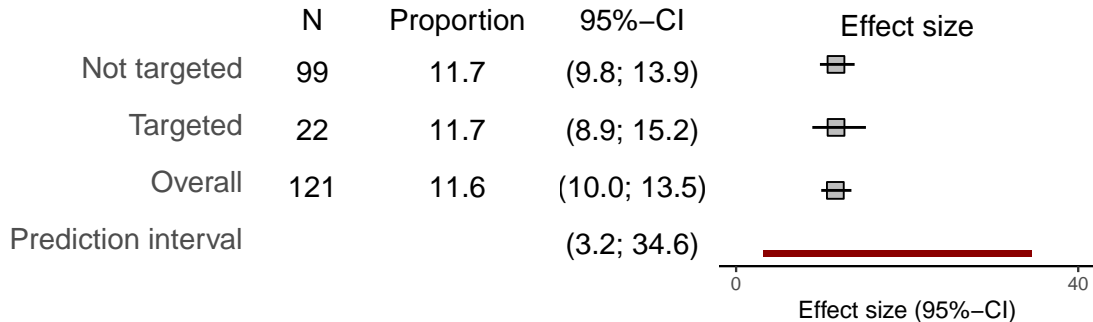 N Proportion 95%−CI Effect size
Not targeted 99 11.7 (9.8; 13.9)
Targeted 22 11.7 (8.9; 15.2)
Overall 121 11.6 (10.0; 13.5)
Prediction interval (3.2; 34.6)
0 40
Effect size (95%−CI)